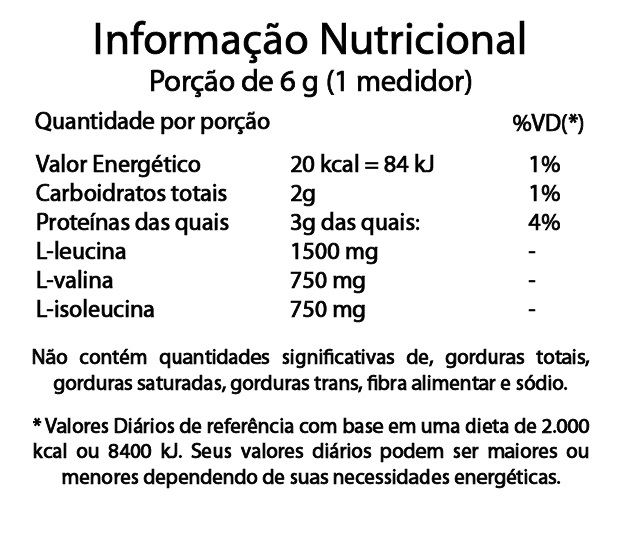 Informação Nutricional
Porção de 6 g (1 medidor)
Quantidade por porção %VD(*)
Valor Energético 20 kcal = 84 kJ 1%
Carboidratos totais 2g 1%
Proteínas das quais 3g das quais: 4%
L-leucina 1500 mg -
L-valina 750 mg -
L-isoleucina 750 mg -
Não contém quantidades significativas de, gorduras totais,
gorduras saturadas, gorduras trans, fibra alimentar e sódio.
* Valores Diários de referência com base em uma dieta de 2.000
kcal ou 8400 kJ. Seus valores diários podem ser maiores ou
menores dependendo de suas necessidades energéticas.